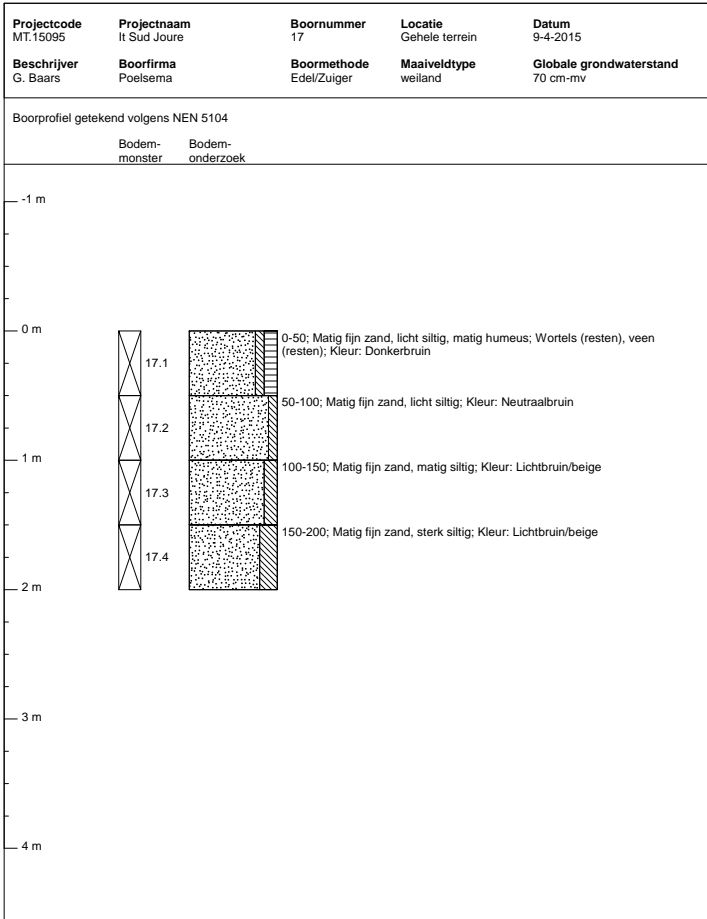 Projectcode Projectnaam Boornummer Locatie Datum
MT.15095 It Sud Joure 17 Gehele terrein 9-4-2015
Beschrijver Boorfirma Boormethode Maaiveldtype Globale grondwaterstand
G. Baars Poelsema Edel/Zuiger weiland 70 cm-mv
Boorprofiel getekend volgens NEN 5104
Bodem- Bodem-
monster onderzoek
-1 m
0 m
0-50; Matig fijn zand, licht siltig, matig humeus; Wortels (resten), veen
(resten); Kleur: Donkerbruin
17.1
50-100; Matig fijn zand, licht siltig; Kleur: Neutraalbruin
17.2
1 m
100-150; Matig fijn zand, matig siltig; Kleur: Lichtbruin/beige
17.3
150-200; Matig fijn zand, sterk siltig; Kleur: Lichtbruin/beige
17.4
2 m
3 m
4 m